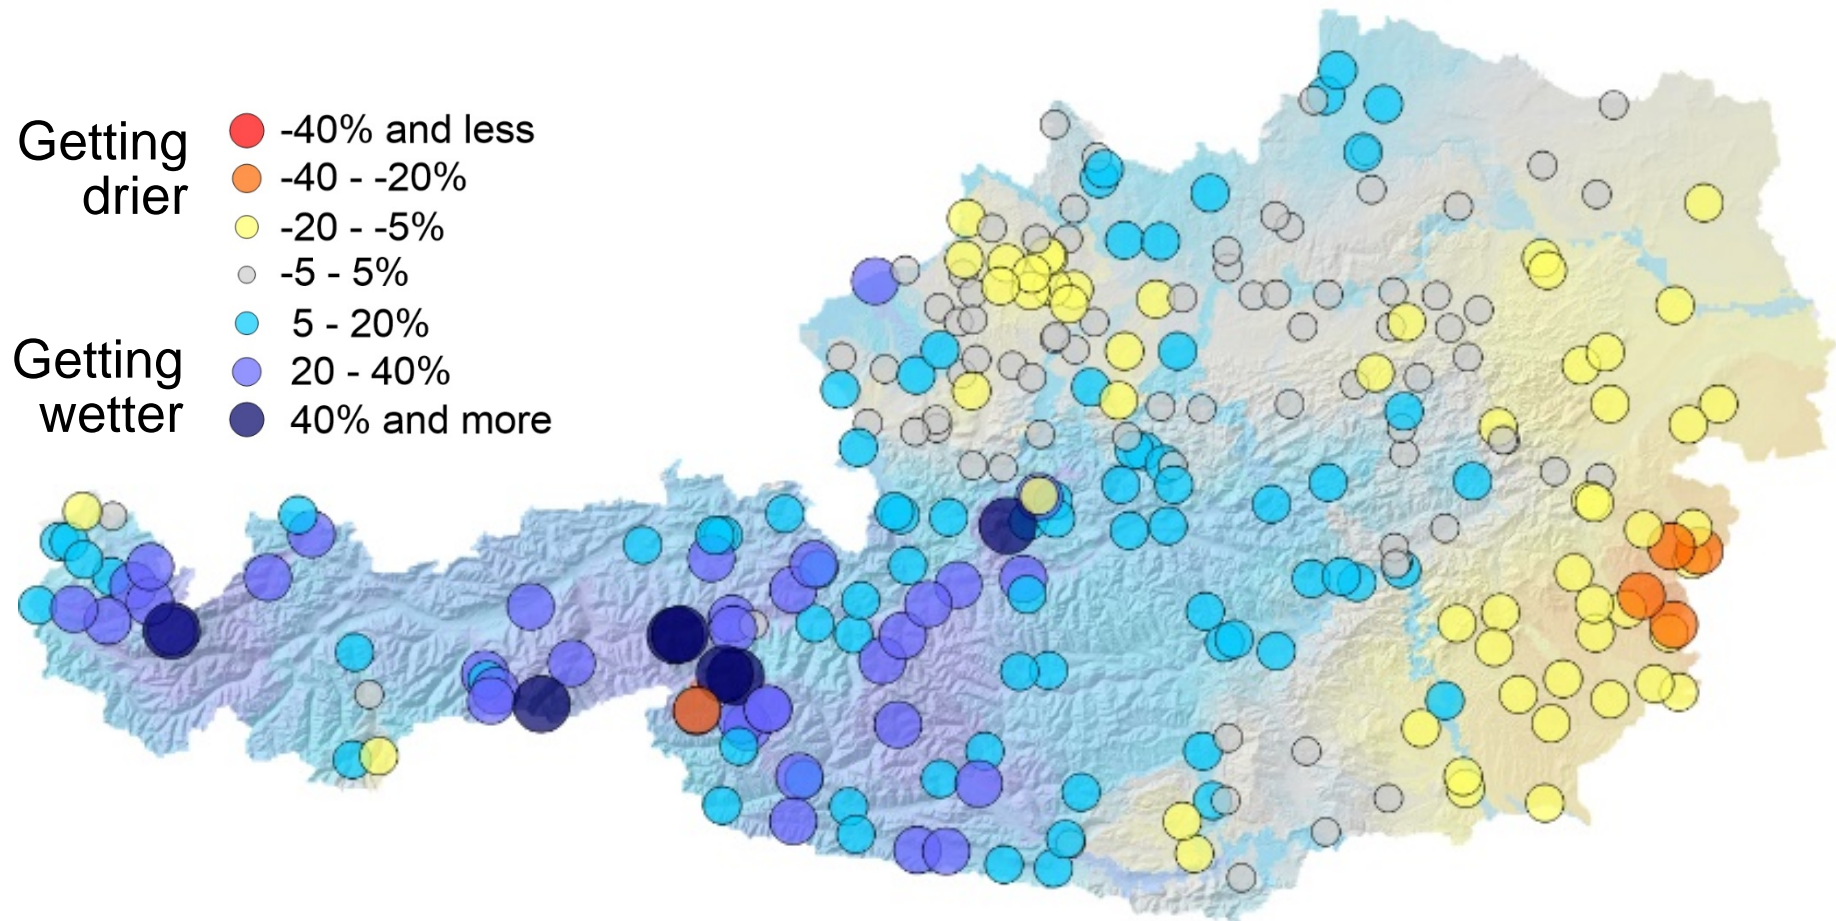 Getting
drier
-40% and less
-40 - -20%
-20 - -5%
-5 - 5%
5 - 20%
Getting
wetter
20 - 40%
40% and more